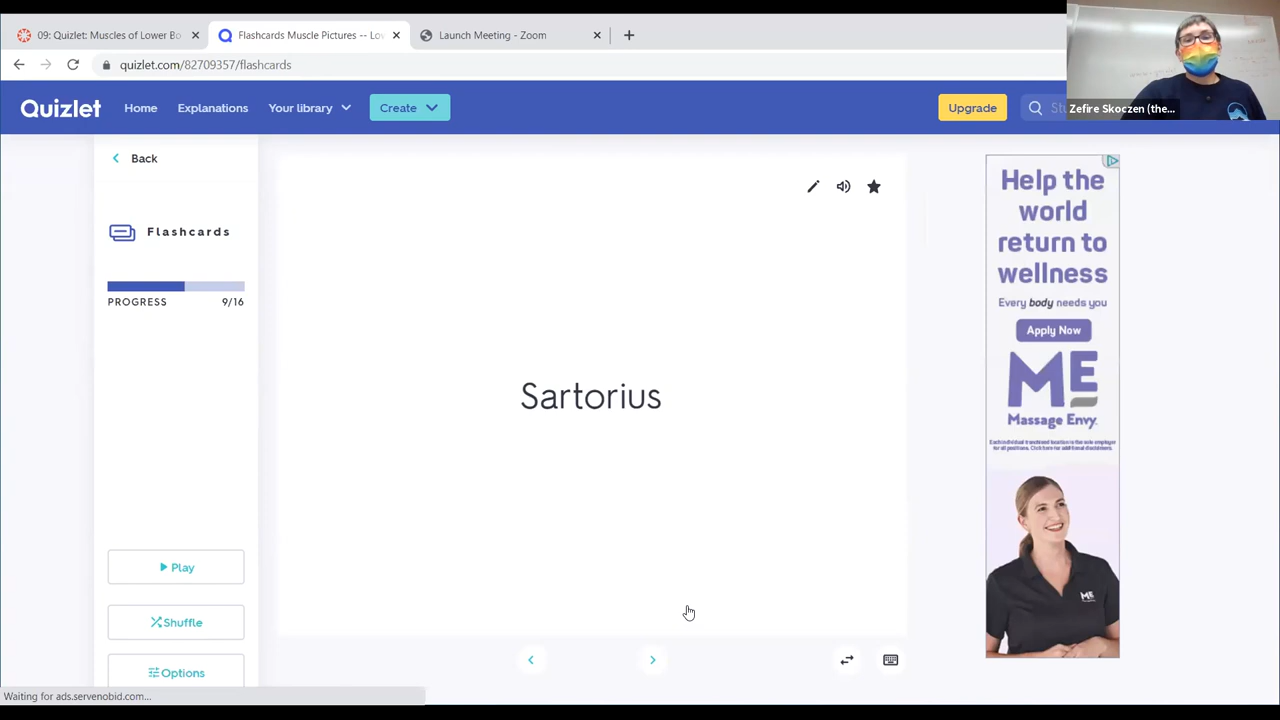 09: Quizlet: Muscles of Lower Bo
Flashcards Muscle Pictures -- Lov
Launch Meeting - Zoom
quizlet.com/82709357/flashcards
Zefire Skoczen (the...
Quizlet
Home
Explanations
Your library
Create
Upgrade
Back
Flashcards
PROGRESS
9/16
Sartorius
Play
Shuffle
Options
Help the
world
return to
wellness
Every body needs you
Apply Now
ME
Massage Envy
ME
Waiting for ads.servenobid.com...